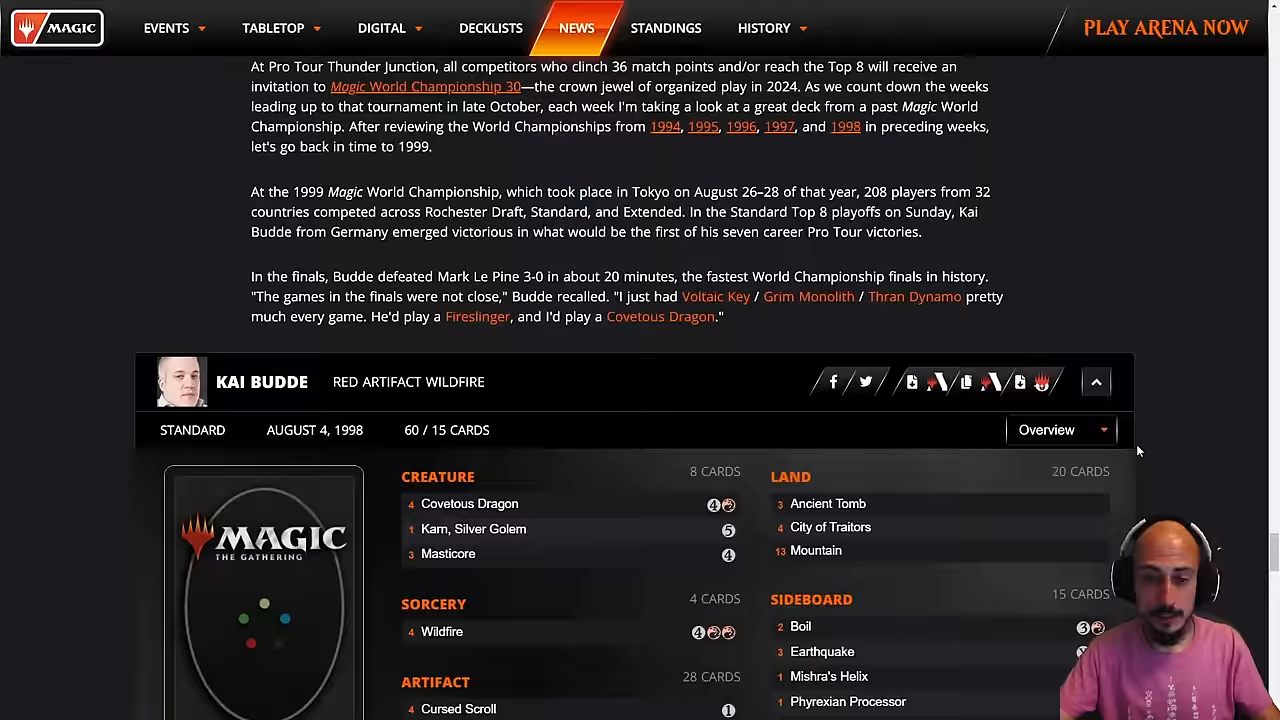 MAGIC
EVENTS
TABLETOP
DIGITAL
DECKLISTS
NEWS
STANDINGS
HISTORY
PLAY ARENA NOW
At Pro Tour Thunder Junction, all competitors who clinch 36 match points and/or reach the Top 8 will receive an
invitation to Magic World Championship 30—the crown jewel of organized play in 2024. As we count down the weeks
leading up to that tournament in late October, each week I'm taking a look at a great deck from a past Magic World
Championship. After reviewing the World Championships from 1994, 1995, 1996, 1997, and 1998 in preceding weeks,
let's go back in time to 1999.
At the 1999 Magic World Championship, which took place in Tokyo on August 26–28 of that year, 208 players from 32
countries competed across Rochester Draft, Standard, and Extended. In the Standard Top 8 playoffs on Sunday, Kai
Budde from Germany emerged victorious in what would be the first of his seven career Pro Tour victories.
In the finals, Budde defeated Mark Le Pine 3-0 in about 20 minutes, the fastest World Championship finals in history.
"The games in the finals were not close," Budde recalled. "I just had Voltaic Key / Grim Monolith / Thran Dynamo pretty
much every game. He'd play a Fireslinger, and I'd play a Covetous Dragon."
KAI BUDDE RED ARTIFACT WILDFIRE
STANDARD AUGUST 4, 1998 60 / 15 CARDS Overview
MAGIC
THE GATHERING
CREATURE 8 CARDS
4 Covetous Dragon 4
1 Karn, Silver Golem 5
3 Masticore 4
SORCERY 4 CARDS
4 Wildfire 4
ARTIFACT 28 CARDS
4 Cursed Scroll 1
LAND 20 CARDS
3 Ancient Tomb
4 City of Traitors
13 Mountain
SIDEBOARD 15 CARDS
2 Boil 3
3 Earthquake
1 Mishra's Helix
1 Phyrexian Processor